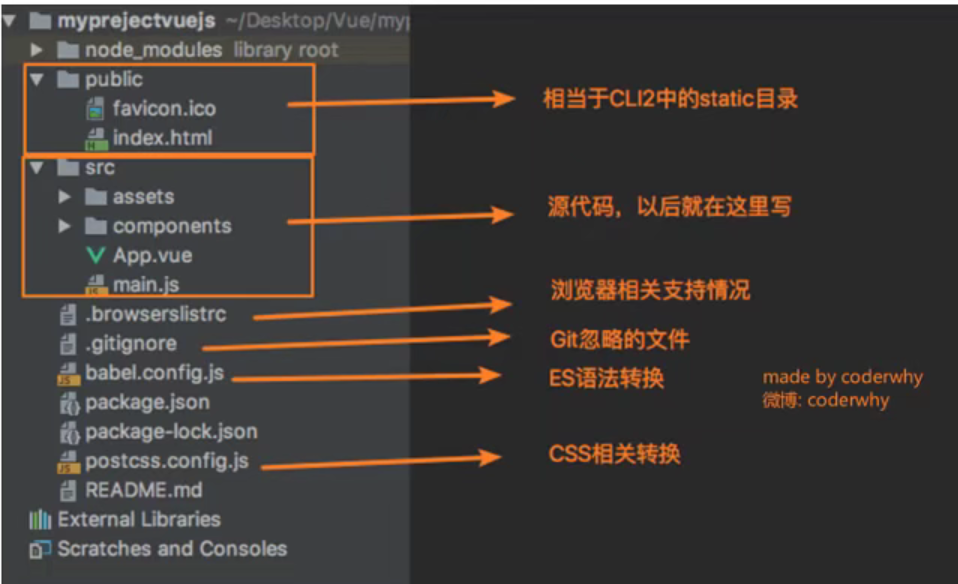 myprejectvuejs ~/Desktop/Vue/myp
node_modules library root
public
favicon.ico
index.html
相当于CLI2中的static目录
src
assets
components
App.vue
main.js
源代码，以后就在这里写
.browserslistrc
浏览器相关支持情况
.gitignore
Git忽略的文件
babel.config.js
ES语法转换
made by coderwhy
微博: coderwhy
package.json
package-lock.json
postcss.config.js
CSS相关转换
README.md
External Libraries
Scratches and Consoles